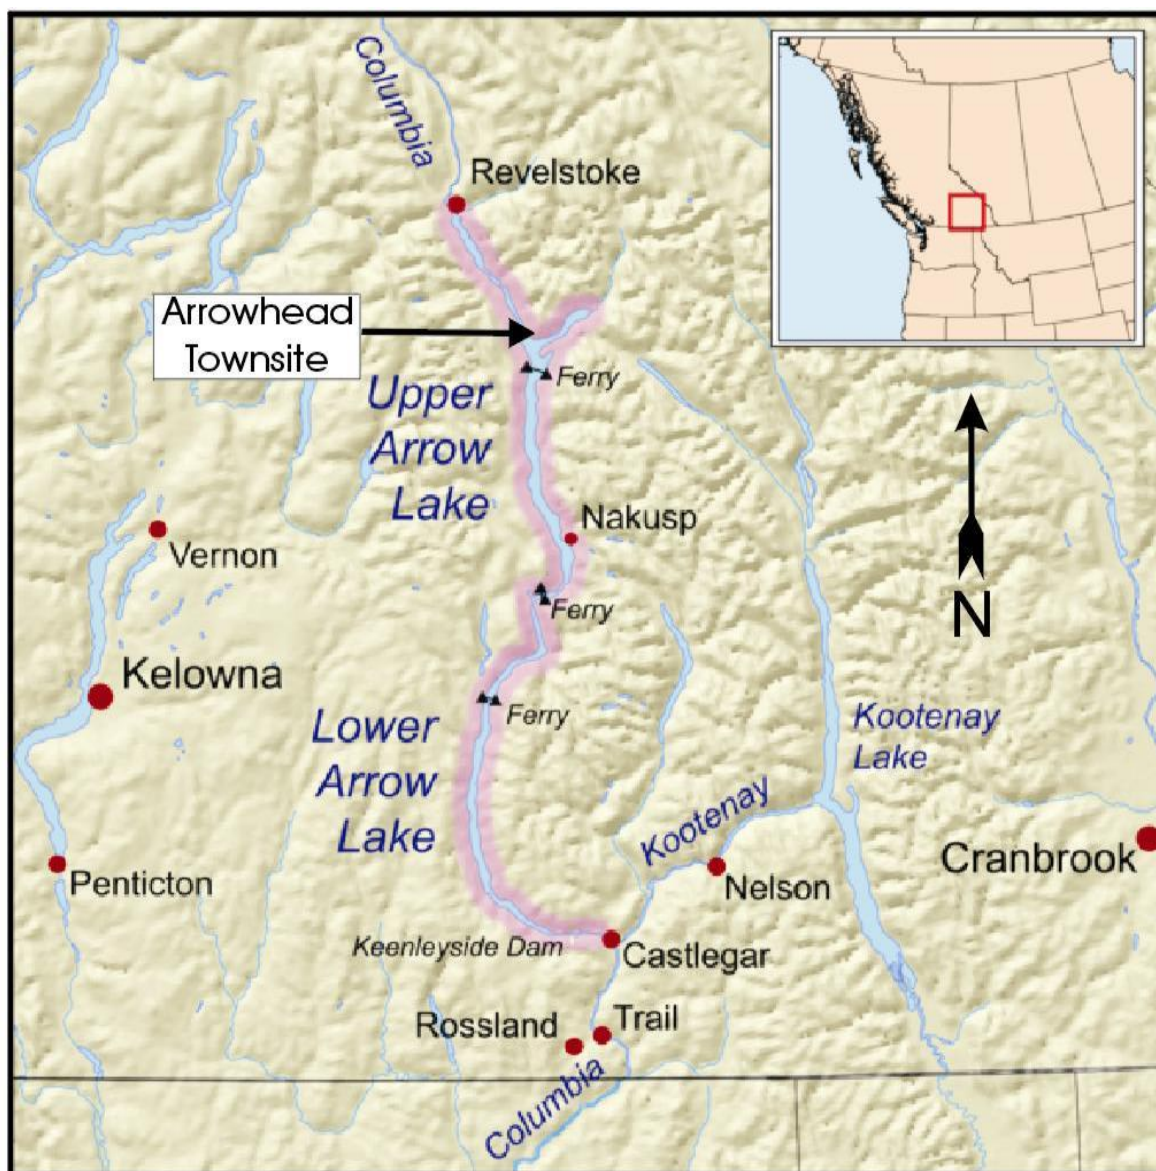 Columbia
Revelstoke
Arrowhead
Townsite
Ferry
Upper
Arrow
Lake
Nakusp
Vernon
N
Ferry
Kelowna
Ferry
Kootenay
Lake
Lower
Arrow
Lake
Kootenay
Cranbrook
Penticton
Nelson
Keenleyside Dam
Castlegar
Rossland
Trail
Columbia